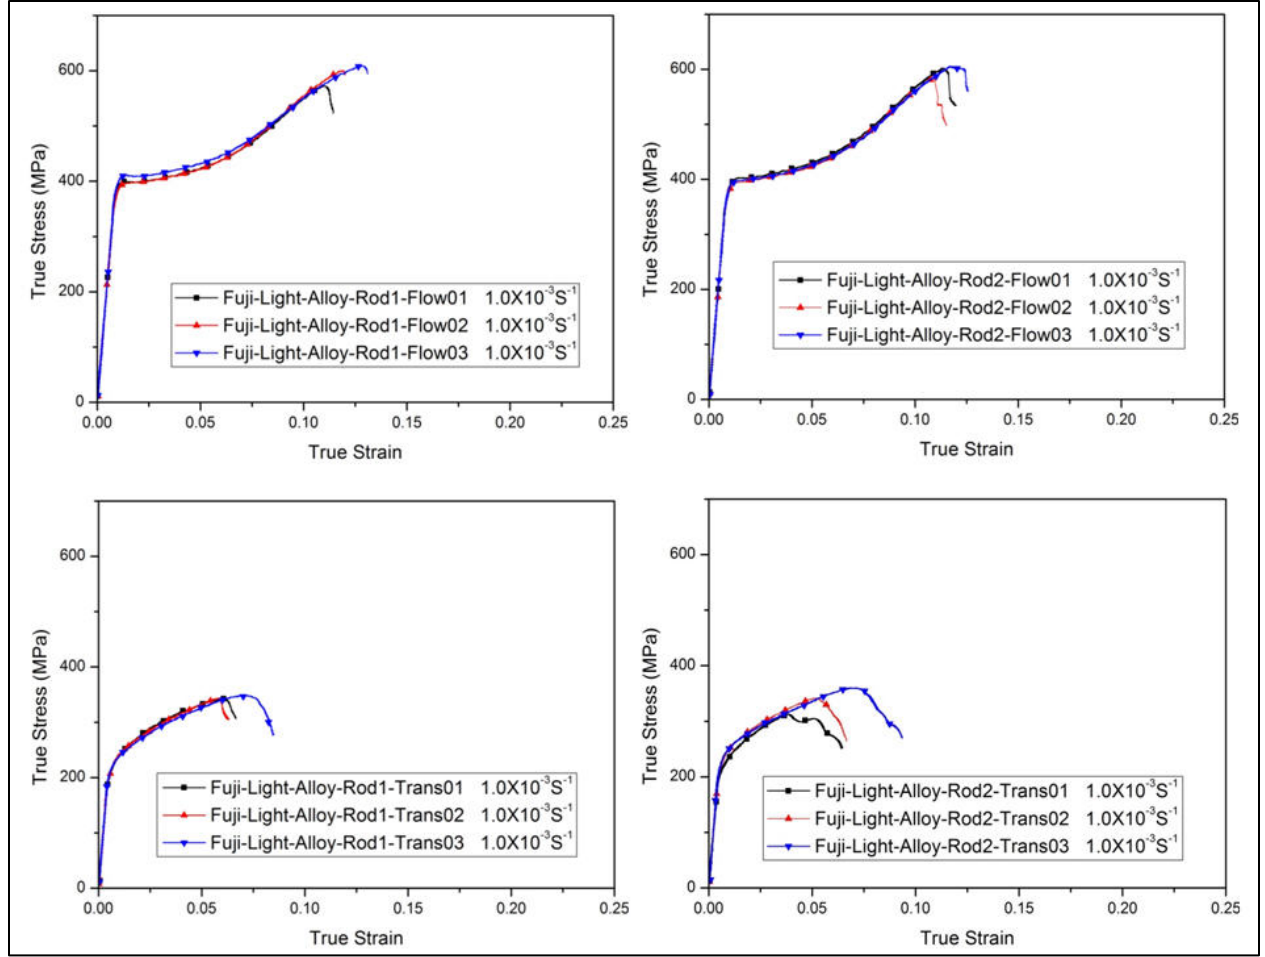 True Stress (MPa)
600
400
200
0
Fuji-Light-Alloy-Rod1-Flow01 1.0X10⁻³S⁻¹
Fuji-Light-Alloy-Rod1-Flow02 1.0X10⁻³S⁻¹
Fuji-Light-Alloy-Rod1-Flow03 1.0X10⁻³S⁻¹
0.00 0.05 0.10 0.15 0.20 0.25
True Strain
True Stress (MPa)
600
400
200
0
Fuji-Light-Alloy-Rod2-Flow01 1.0X10⁻³S⁻¹
Fuji-Light-Alloy-Rod2-Flow02 1.0X10⁻³S⁻¹
Fuji-Light-Alloy-Rod2-Flow03 1.0X10⁻³S⁻¹
0.00 0.05 0.10 0.15 0.20 0.25
True Strain
True Stress (MPa)
600
400
200
0
Fuji-Light-Alloy-Rod1-Trans01 1.0X10⁻³S⁻¹
Fuji-Light-Alloy-Rod1-Trans02 1.0X10⁻³S⁻¹
Fuji-Light-Alloy-Rod1-Trans03 1.0X10⁻³S⁻¹
0.00 0.05 0.10 0.15 0.20 0.25
True Strain
True Stress (MPa)
600
400
200
0
Fuji-Light-Alloy-Rod2-Trans01 1.0X10⁻³S⁻¹
Fuji-Light-Alloy-Rod2-Trans02 1.0X10⁻³S⁻¹
Fuji-Light-Alloy-Rod2-Trans03 1.0X10⁻³S⁻¹
0.00 0.05 0.10 0.15 0.20 0.25
True Strain